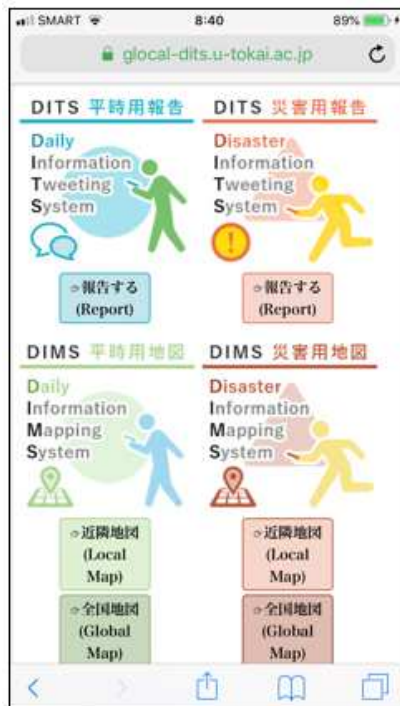 SMART 8:40 89%
glocal-dits.u-tokai.ac.jp
DITS 平時用報告
Daily
Information
Tweeting
System
報告する
(Report)
DITS 災害用報告
Disaster
Information
Tweeting
System
!
報告する
(Report)
DIMS 平時用地図
Daily
Information
Mapping
System
近隣地図
(Local
Map)
全国地図
(Global
Map)
DIMS 災害用地図
Disaster
Information
Mapping
System
近隣地図
(Local
Map)
全国地図
(Global
Map)